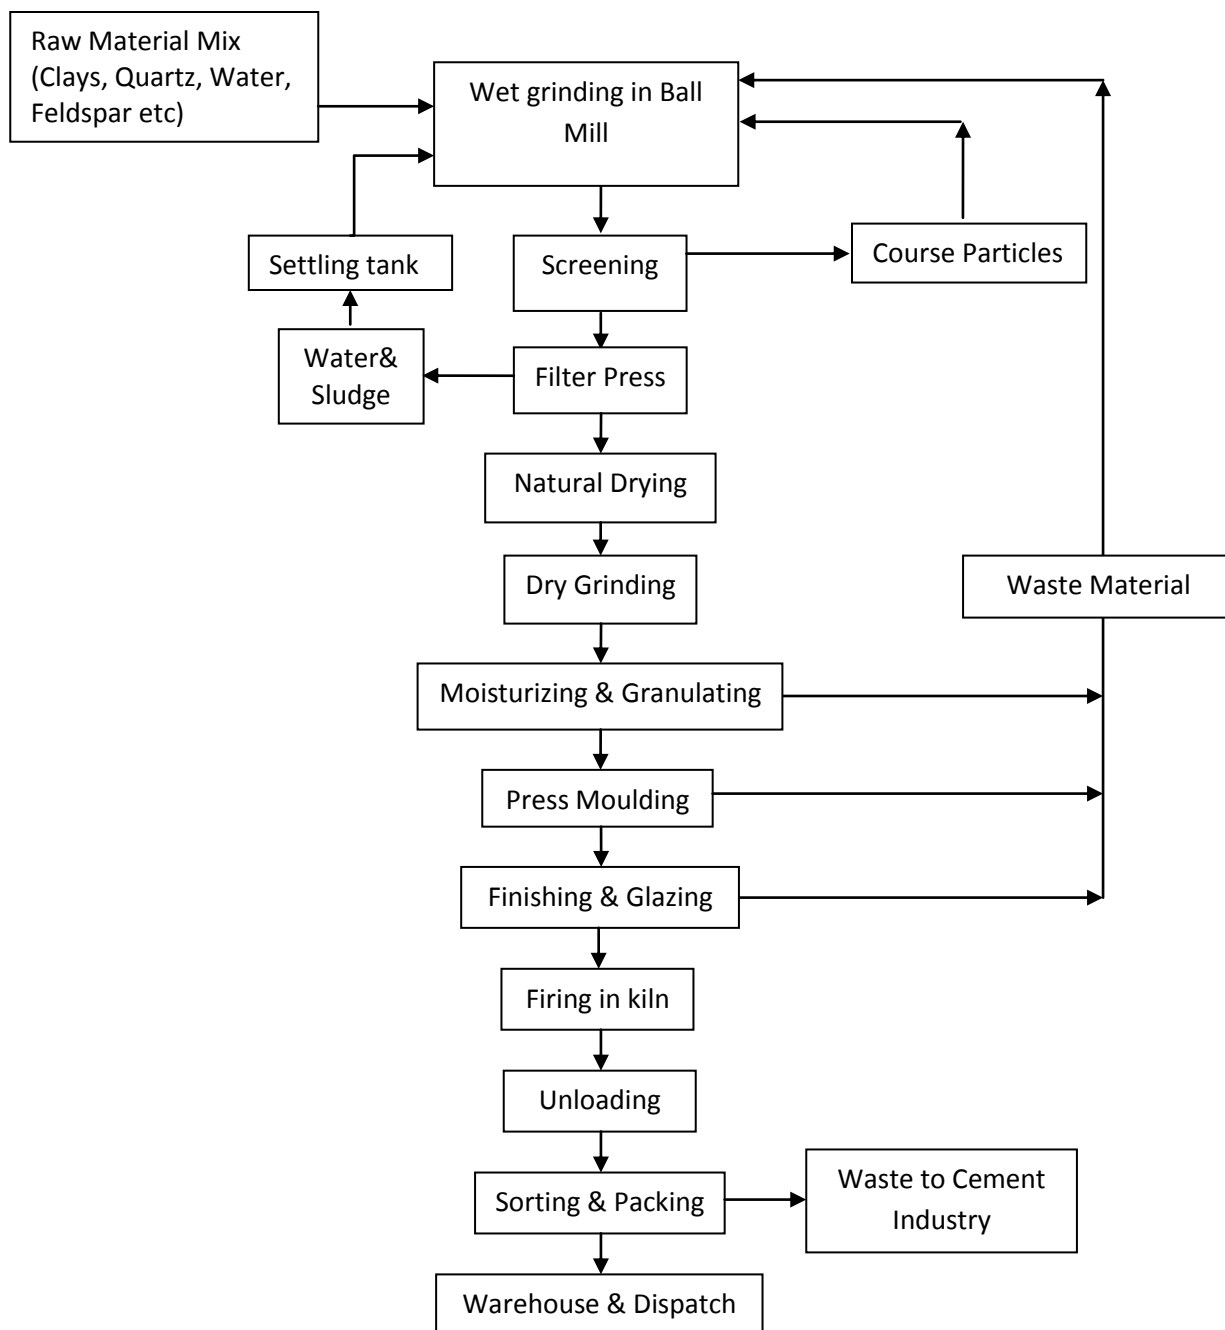 Raw Material Mix
(Clays, Quartz, Water,
Feldspar etc)
Wet grinding in Ball
Mill
Settling tank
Screening
Course Particles
Water&
Sludge
Filter Press
Natural Drying
Dry Grinding
Waste Material
Moisturizing & Granulating
Press Moulding
Finishing & Glazing
Firing in kiln
Unloading
Sorting & Packing
Waste to Cement
Industry
Warehouse & Dispatch